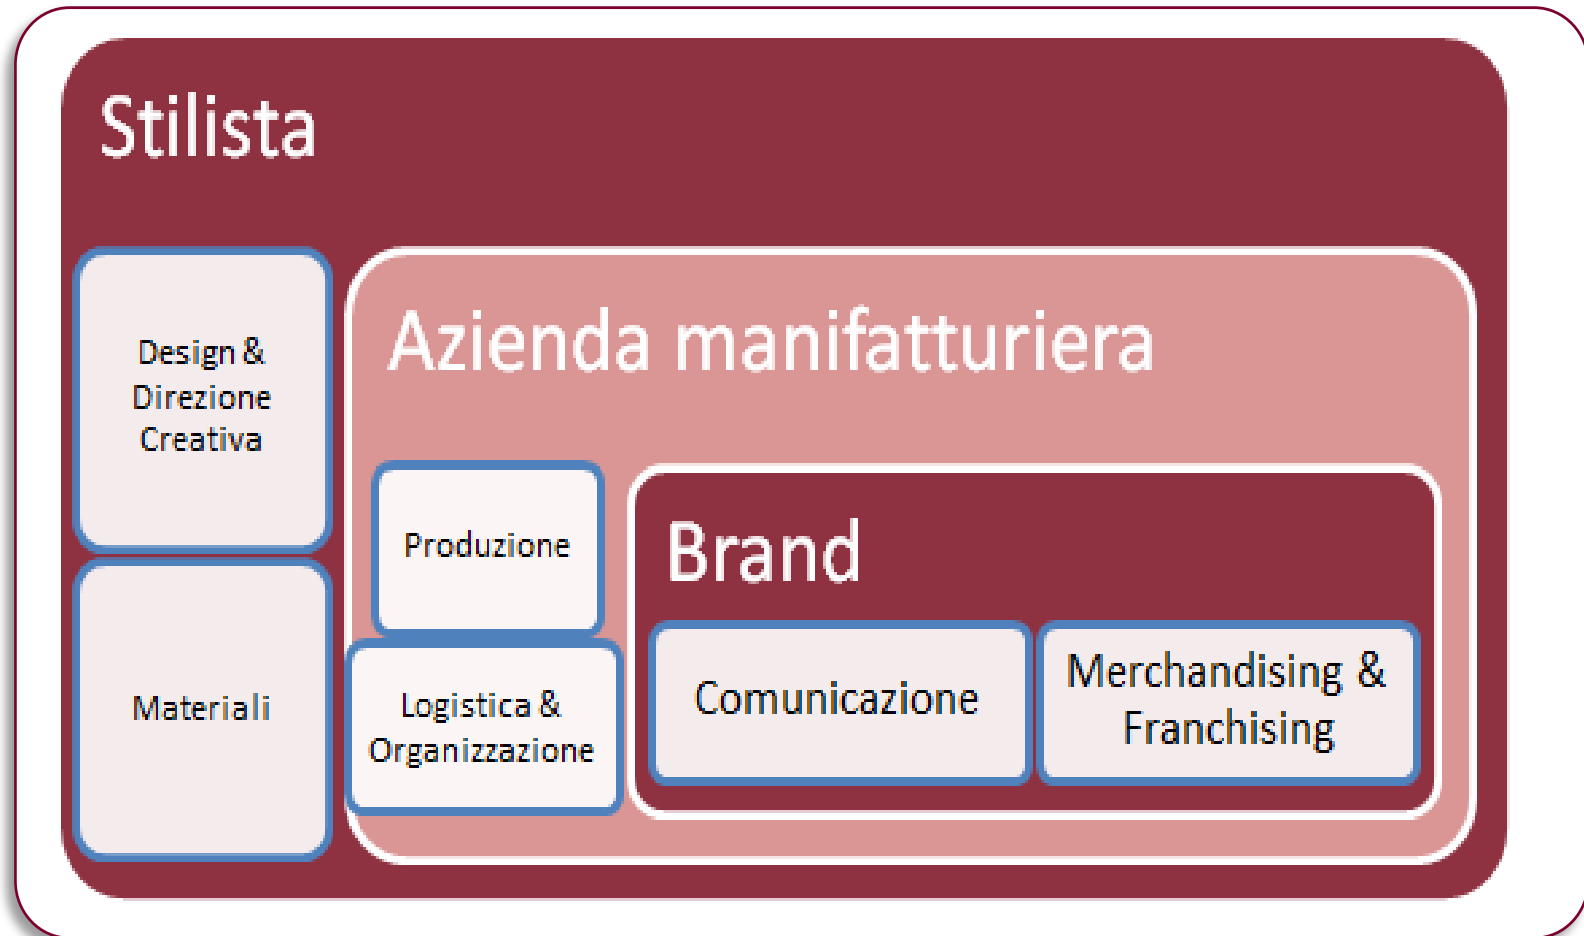 Stilista
Design &
Direzione
Creativa
Materiali
Azienda manifatturiera
Produzione
Logistica &
Organizzazione
Brand
Comunicazione
Merchandising &
Franchising